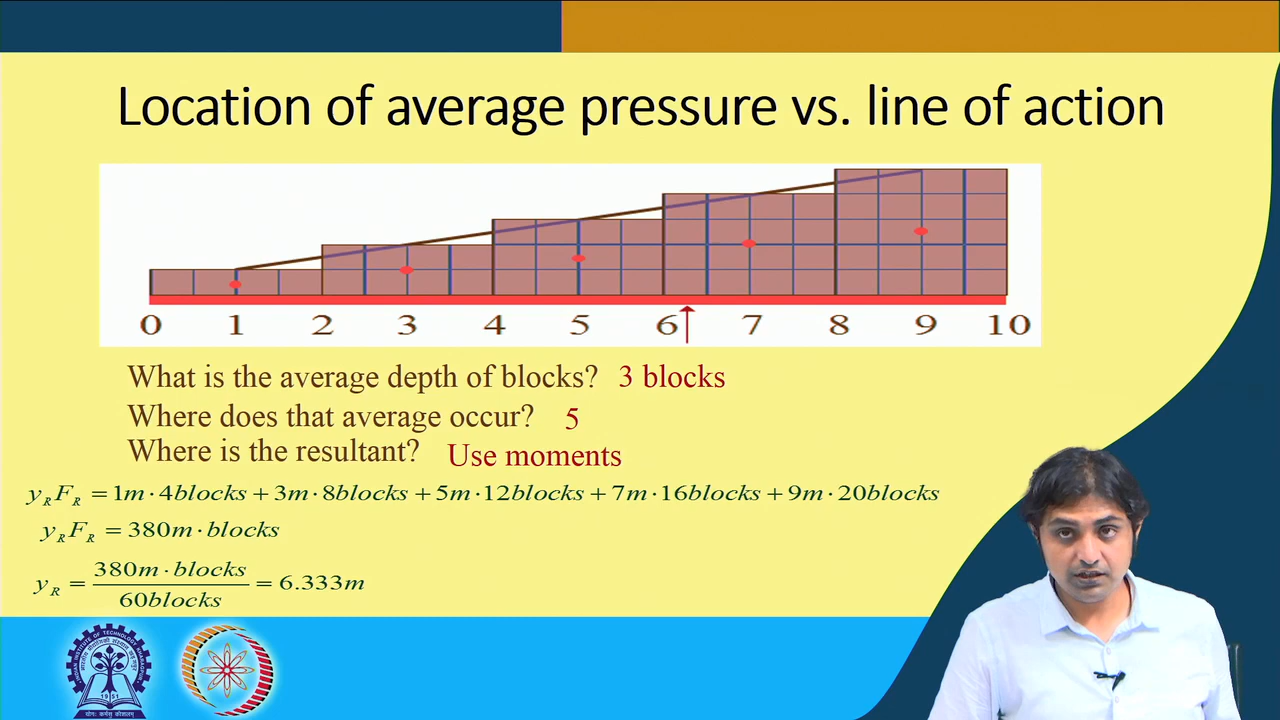 Location of average pressure vs. line of action
0 1 2 3 4 5 6 7 8 9 10
What is the average depth of blocks? 3 blocks
Where does that average occur? 5
Where is the resultant? Use moments
y_R F_R = 1m · 4blocks + 3m · 8blocks + 5m · 12blocks + 7m · 16blocks + 9m · 20blocks
y_R F_R = 380m · blocks
y_R = 380m · blocks / 60blocks = 6.333m
1951